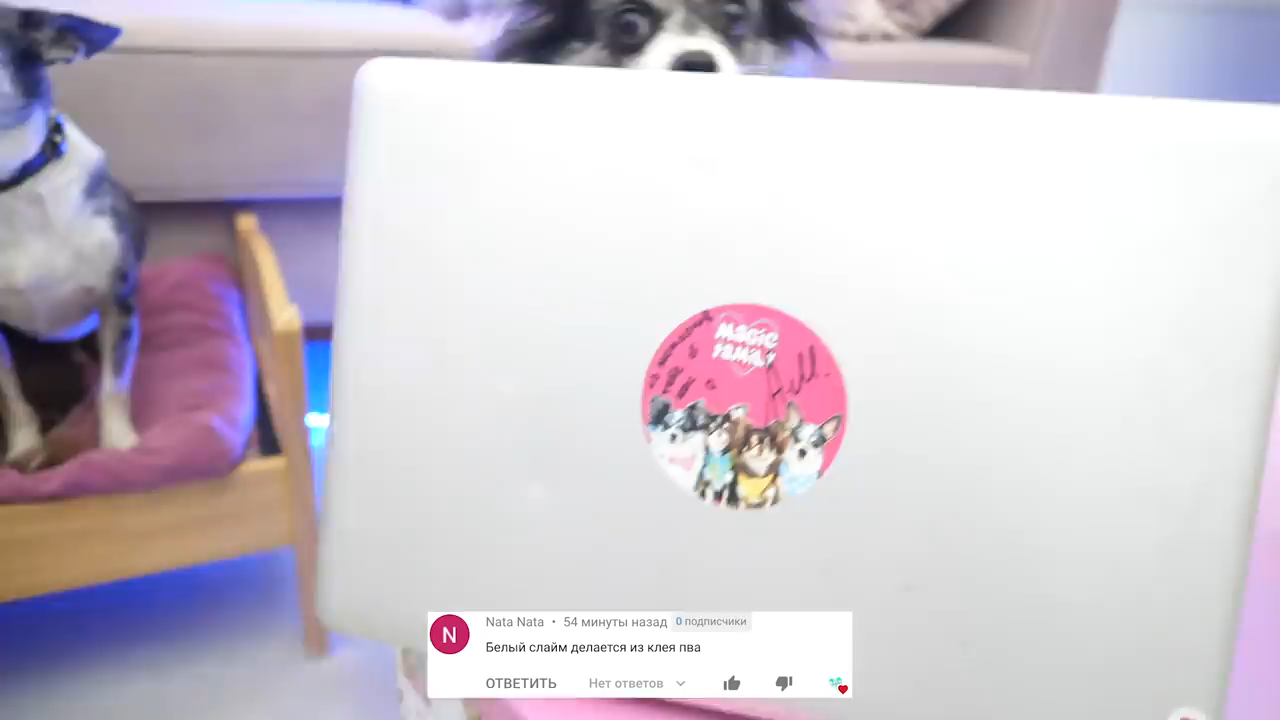 MAGIC
FAMILY
Nata Nata • 54 минуты назад 0 подписчики
N
Белый слайм делается из клея пва
ОТВЕТИТЬ Нет ответов